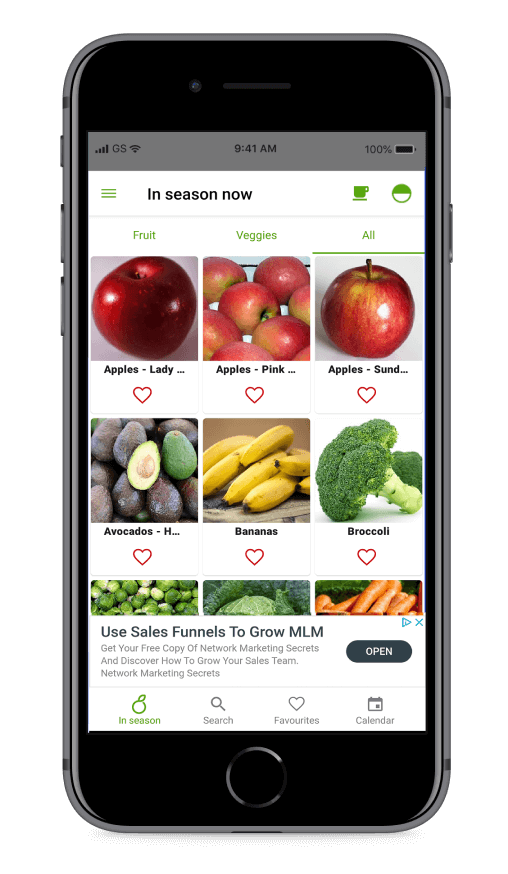 GS 9:41 AM 100%
In season now
Fruit Veggies All
Apples - Lady ... Apples - Pink ... Apples - Sund...
Avocados - H... Bananas Broccoli
Use Sales Funnels To Grow MLM
Get Your Free Copy Of Network Marketing Secrets
And Discover How To Grow Your Sales Team.
Network Marketing Secrets
OPEN
In season Search Favourites Calendar